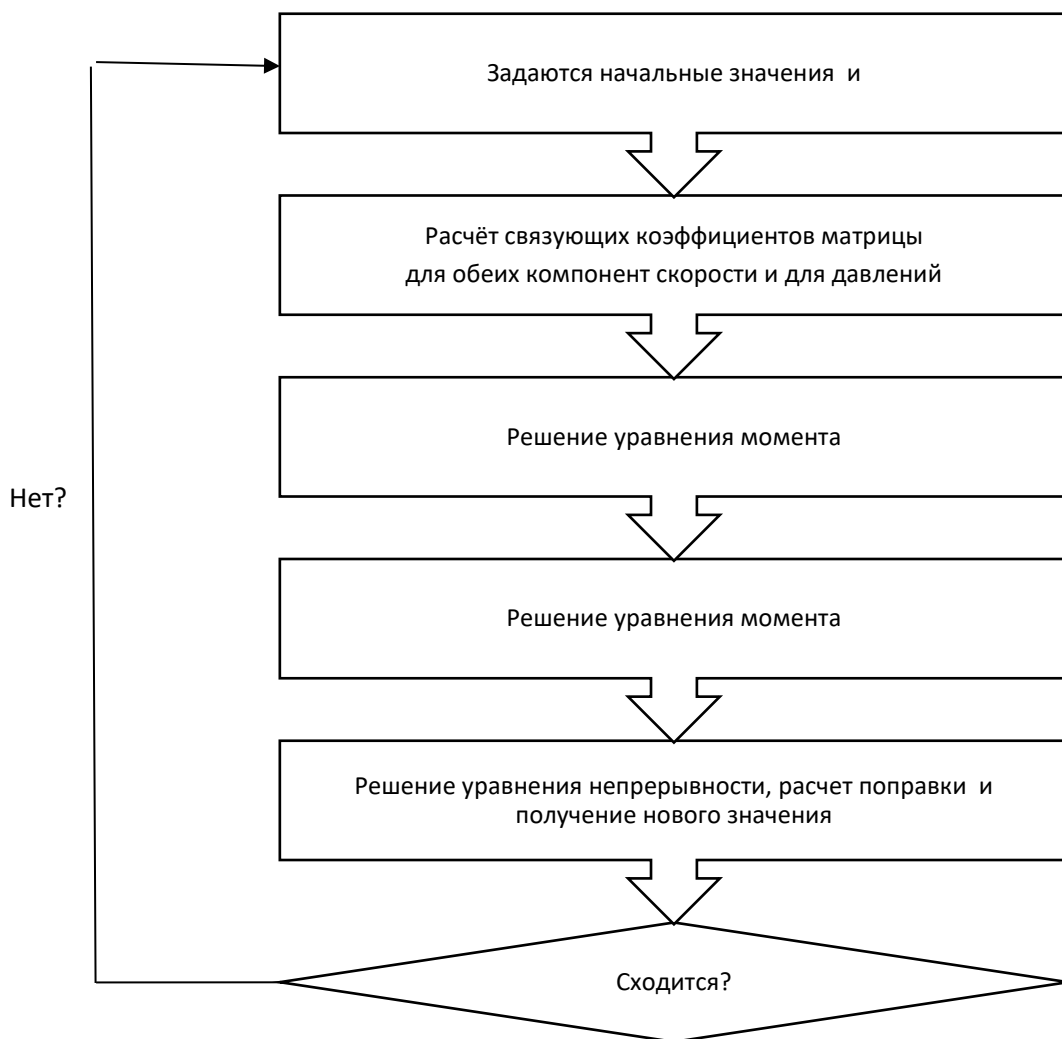 Задаются начальные значения и
Расчёт связующих коэффициентов матрицы
для обеих компонент скорости и для давлений
Решение уравнения момента
Нет?
Решение уравнения момента
Решение уравнения непрерывности, расчет поправки и
получение нового значения
Сходится?